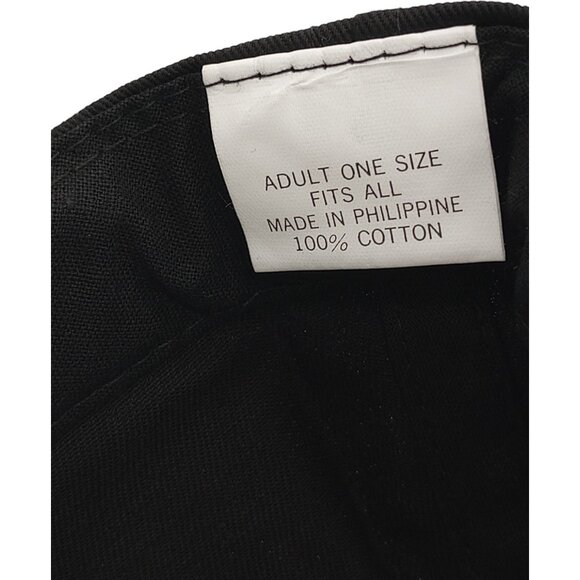 ADULT ONE SIZE
FITS ALL
MADE IN PHILIPPINE
100% COTTON